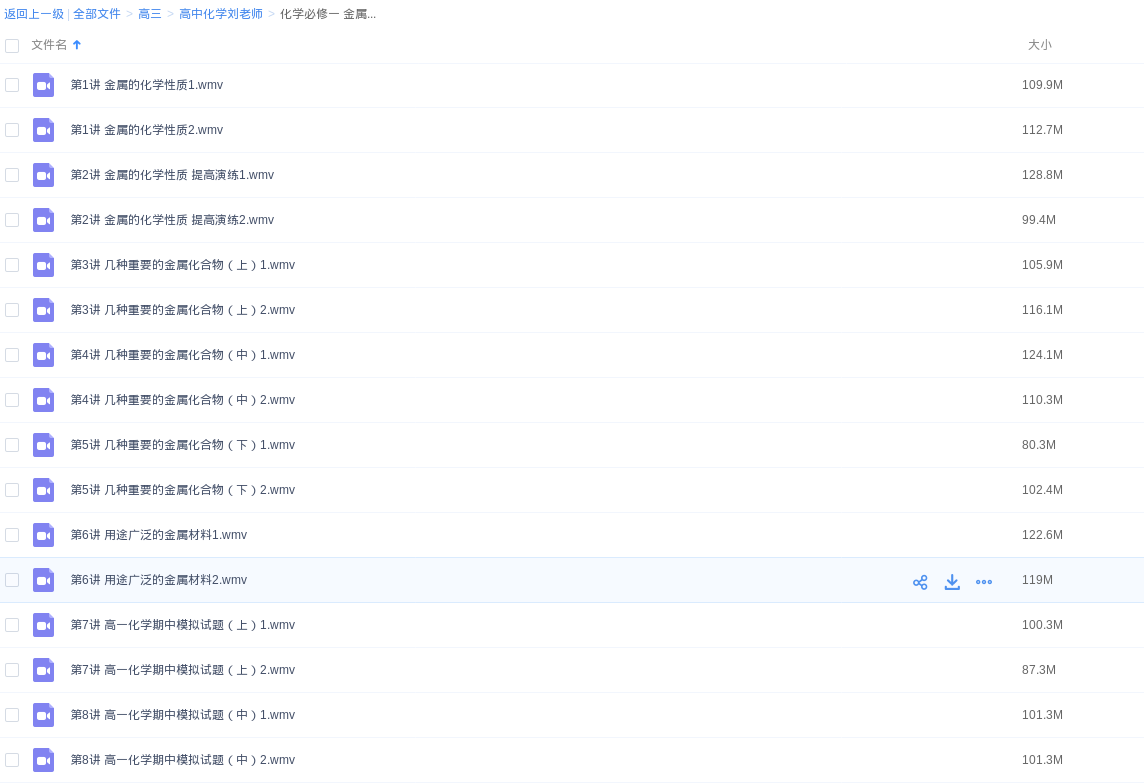 返回上一级 | 全部文件 > 高三 > 高中化学刘老师 > 化学必修一 金属...
文件名 大小
第1讲 金属的化学性质1.wmv 109.9M
第1讲 金属的化学性质2.wmv 112.7M
第2讲 金属的化学性质 提高演练1.wmv 128.8M
第2讲 金属的化学性质 提高演练2.wmv 99.4M
第3讲 几种重要的金属化合物（上）1.wmv 105.9M
第3讲 几种重要的金属化合物（上）2.wmv 116.1M
第4讲 几种重要的金属化合物（中）1.wmv 124.1M
第4讲 几种重要的金属化合物（中）2.wmv 110.3M
第5讲 几种重要的金属化合物（下）1.wmv 80.3M
第5讲 几种重要的金属化合物（下）2.wmv 102.4M
第6讲 用途广泛的金属材料1.wmv 122.6M
第6讲 用途广泛的金属材料2.wmv 119M
第7讲 高一化学期中模拟试题（上）1.wmv 100.3M
第7讲 高一化学期中模拟试题（上）2.wmv 87.3M
第8讲 高一化学期中模拟试题（中）1.wmv 101.3M
第8讲 高一化学期中模拟试题（中）2.wmv 101.3M